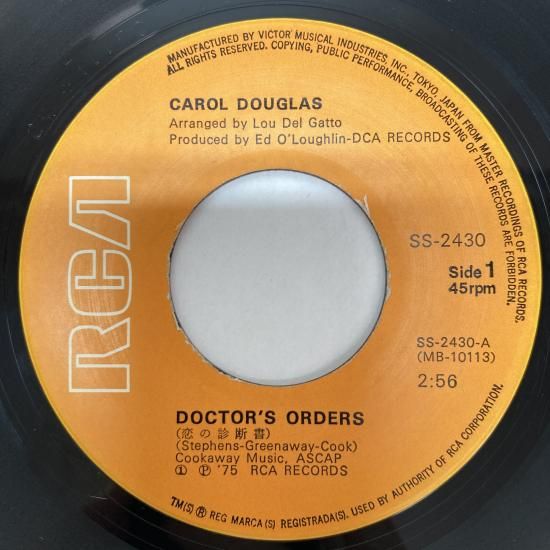 MANUFACTURED BY VICTOR MUSICAL INDUSTRIES, INC., TOKYO, JAPAN FROM MASTER RECORDINGS OF RCA RECORDS.
ALL RIGHTS RESERVED. COPYING, PUBLIC PERFORMANCE, BROADCASTING OF THESE RECORDS ARE FORBIDDEN.
CAROL DOUGLAS
Arranged by Lou Del Gatto
Produced by Ed O'Loughlin-DCA RECORDS
RCA
SS-2430
Side 1
45rpm
SS-2430-A
(MB-10113)
2:56
DOCTOR'S ORDERS
(恋の診断書)
(Stephens-Greenaway-Cook)
Cookaway Music, ASCAP
① Ⓟ '75 RCA RECORDS
TM(S) ® REG MARCA(S) REGISTRADA(S). USED BY AUTHORITY OF RCA CORPORATION.